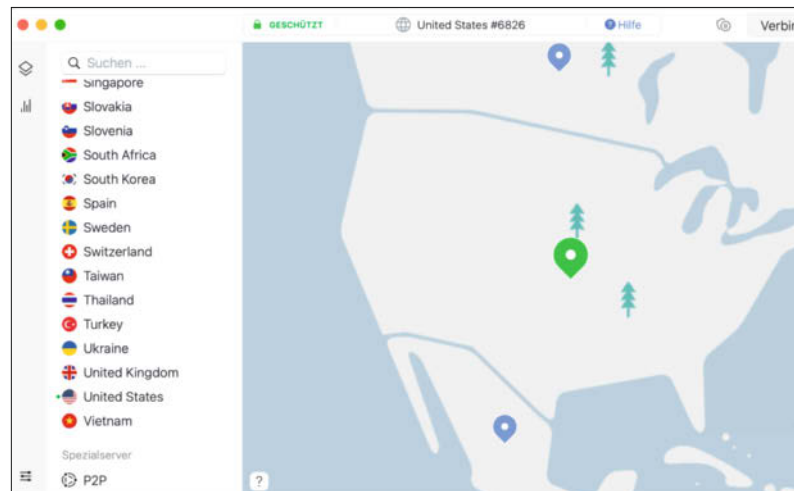 GESCHÜTZT
United States #6826
Hilfe
Verbin
Suchen ...
Singapore
Slovakia
Slovenia
South Africa
South Korea
Spain
Sweden
Switzerland
Taiwan
Thailand
Turkey
Ukraine
United Kingdom
United States
Vietnam
Spezialserver
P2P
?